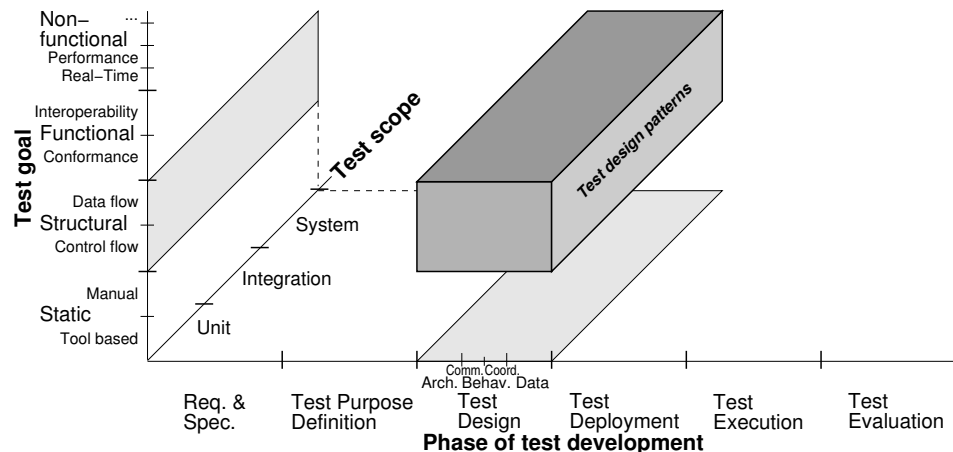 Non−
...
functional
Performance
Real−Time
Interoperability
Functional
Conformance
Data flow
Structural
Control flow
Manual
Static
Tool based
Test goal
Test scope
System
Integration
Unit
Test design patterns
Comm. Coord.
Arch. Behav. Data
Req. &
Spec.
Test Purpose
Definition
Test
Design
Test
Deployment
Test
Execution
Test
Evaluation
Phase of test development